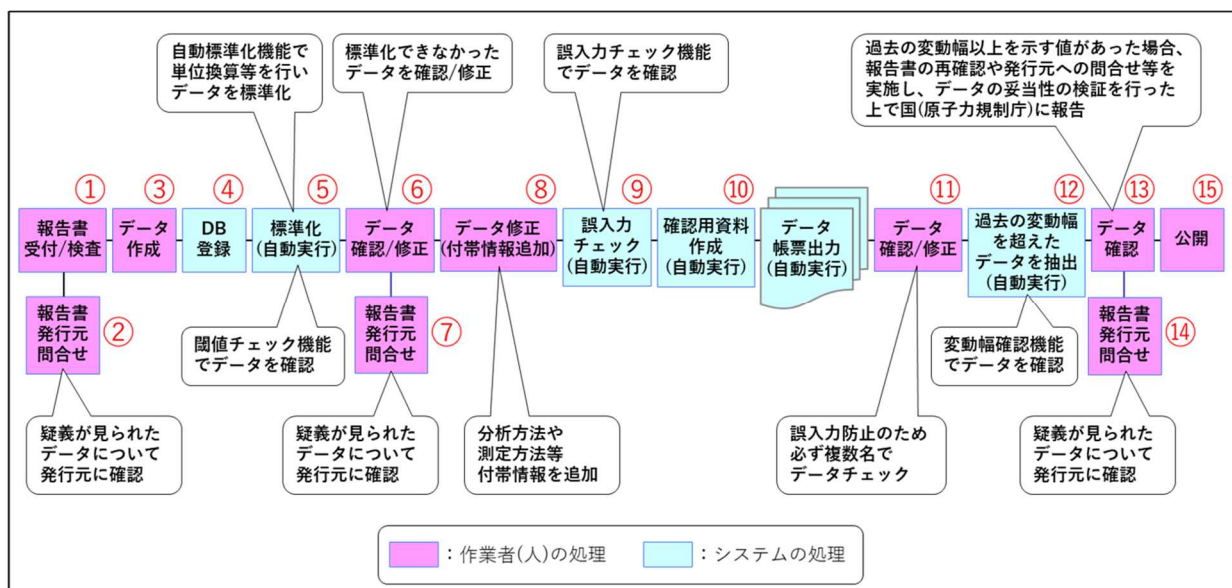 自動標準化機能で
単位換算等を行い
データを標準化
標準化できなかった
データを確認/修正
誤入力チェック機能
でデータを確認
過去の変動幅以上を示す値があった場合、
報告書の再確認や発行元への問合せ等を
実施し、データの妥当性の検証を行った
上で国(原子力規制庁)に報告
①
報告書
受付/検査
③
データ
作成
④
DB
登録
⑤
標準化
(自動実行)
⑥
データ
確認/修正
⑧
データ修正
(付帯情報追加)
⑨
誤入力
チェック
(自動実行)
⑩
確認用資料
作成
(自動実行)
データ
帳票出力
(自動実行)
⑪
データ
確認/修正
⑫
過去の変動幅
を超えた
データを抽出
(自動実行)
⑬
データ
確認
⑮
公開
報告書
発行元
問合せ
②
閾値チェック機能
でデータを確認
報告書
発行元
問合せ
⑦
変動幅確認機能
でデータを確認
報告書
発行元
問合せ
⑭
疑義が見られた
データについて
発行元に確認
疑義が見られた
データについて
発行元に確認
分析方法や
測定方法等
付帯情報を追加
誤入力防止のため
必ず複数名で
データチェック
疑義が見られた
データについて
発行元に確認
:作業者(人)の処理
:システムの処理